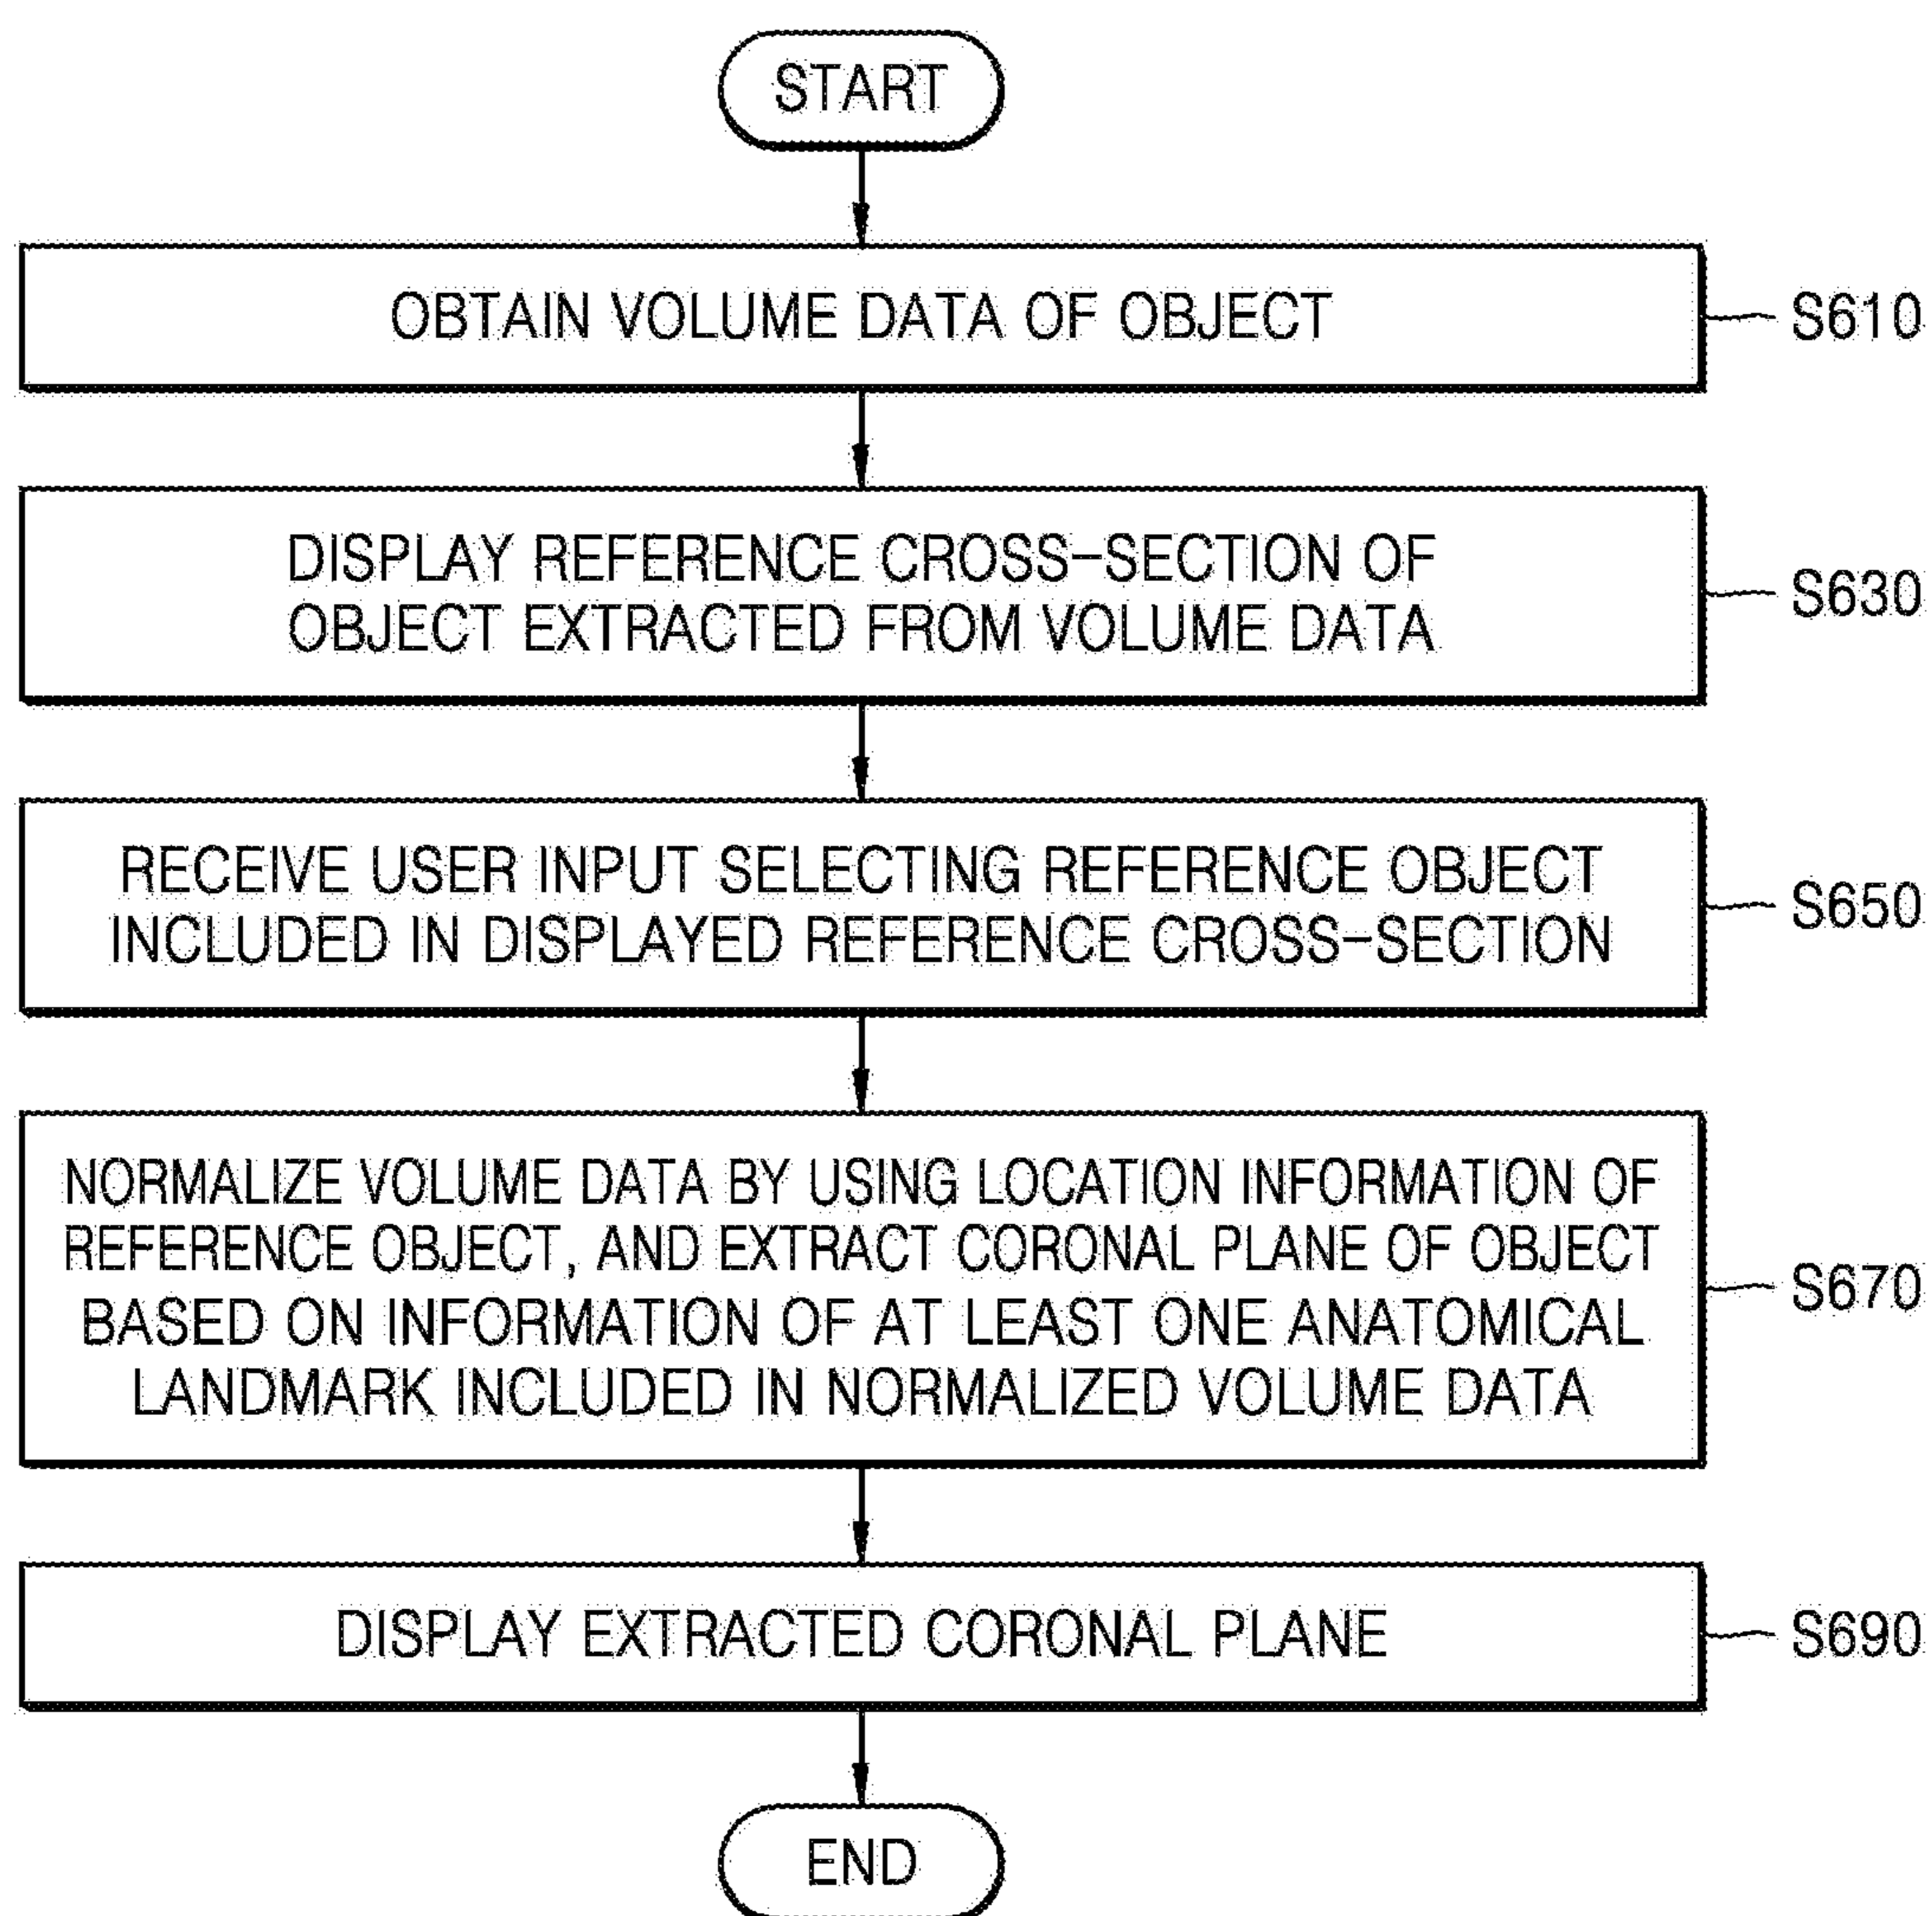 START
OBTAIN VOLUME DATA OF OBJECT
S610
DISPLAY REFERENCE CROSS-SECTION OF
OBJECT EXTRACTED FROM VOLUME DATA
S630
RECEIVE USER INPUT SELECTING REFERENCE OBJECT
INCLUDED IN DISPLAYED REFERENCE CROSS-SECTION
S650
NORMALIZE VOLUME DATA BY USING LOCATION INFORMATION OF
REFERENCE OBJECT, AND EXTRACT CORONAL PLANE OF OBJECT
BASED ON INFORMATION OF AT LEAST ONE ANATOMICAL
LANDMARK INCLUDED IN NORMALIZED VOLUME DATA
S670
DISPLAY EXTRACTED CORONAL PLANE
S690
END